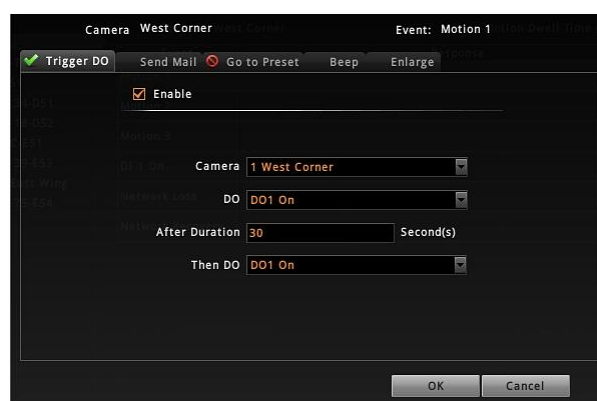 Camera West Corner Event: Motion 1
Trigger DO Send Mail Go to Preset Beep Enlarge
Enable
Camera 1 West Corner
DO DO1 On
After Duration 30 Second(s)
Then DO DO1 On
OK Cancel